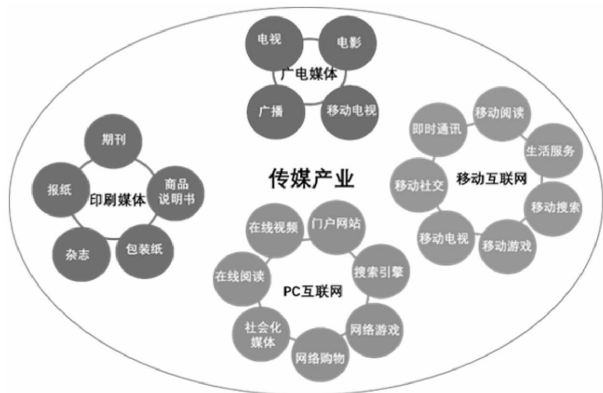 电视
电影
广电媒体
广播
移动电视
期刊
报纸
商品
说明书
印刷媒体
杂志
包装纸
传媒产业
移动阅读
即时通讯
生活服务
移动社交
移动互联网
移动搜索
移动电视
移动游戏
在线视频
门户网站
在线阅读
搜索引擎
PC互联网
社会化
媒体
网络游戏
网络购物